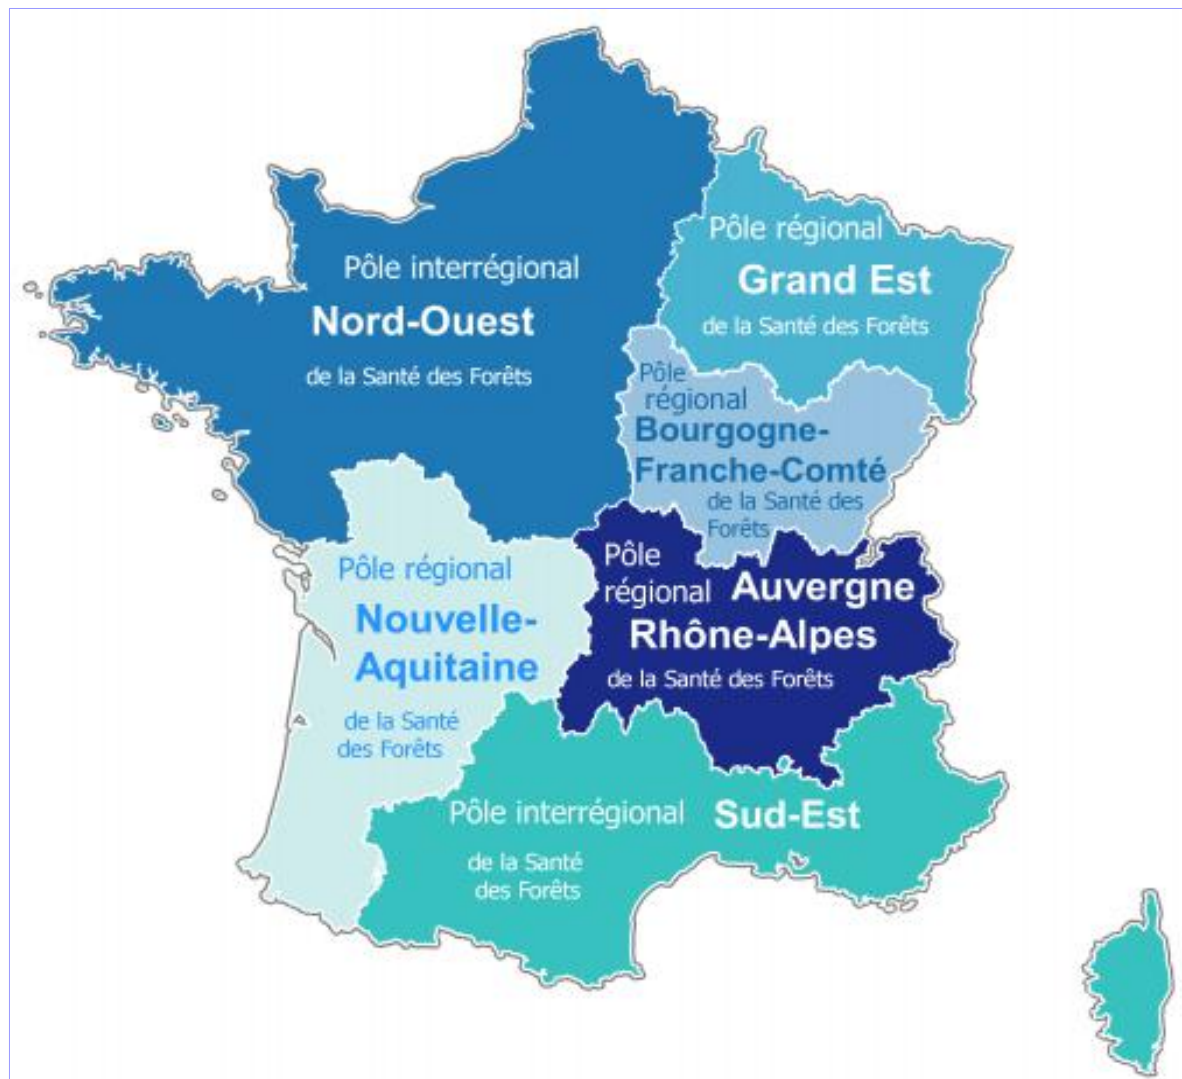 Pôle régional
Grand Est
de la Santé des Forêts
Pôle interrégional
Nord-Ouest
de la Santé des Forêts
Pôle
régional
Bourgogne-
Franche-Comté
de la Santé des
Forêts
Pôle
régional Auvergne
Rhône-Alpes
de la Santé des Forêts
Pôle régional
Nouvelle-
Aquitaine
de la Santé
des Forêts
Pôle interrégional Sud-Est
de la Santé
des Forêts